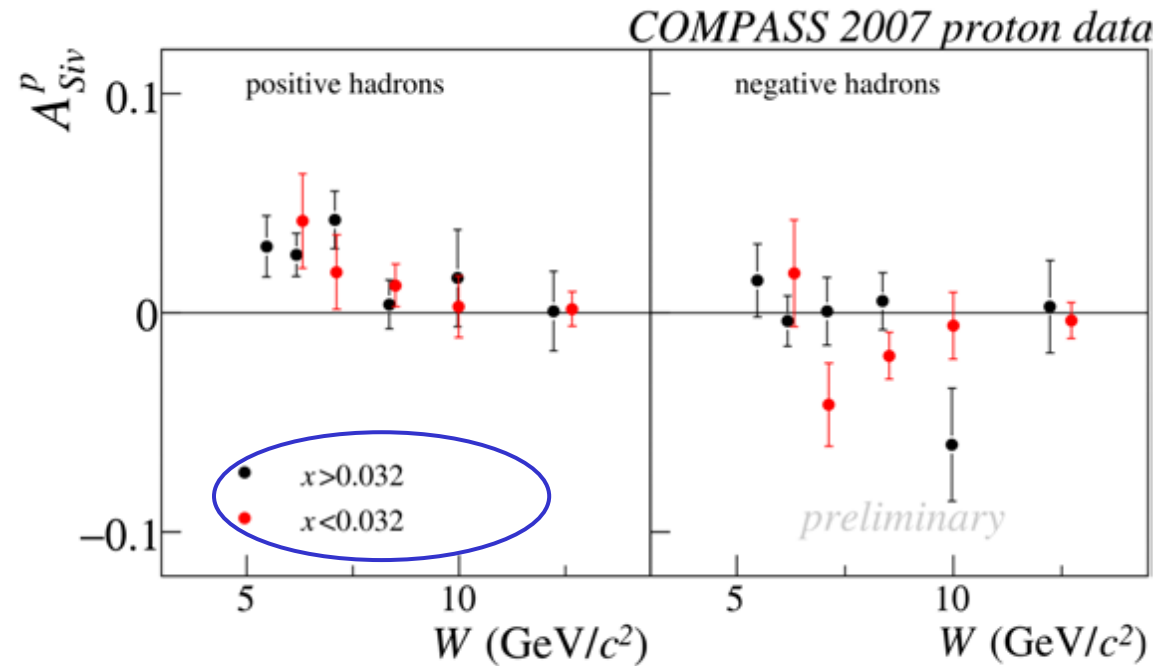 COMPASS 2007 proton data
A^p_Siv
positive hadrons
negative hadrons
0.1
0
−0.1
x>0.032
x<0.032
preliminary
5
10
5
10
W (GeV/c²)
W (GeV/c²)